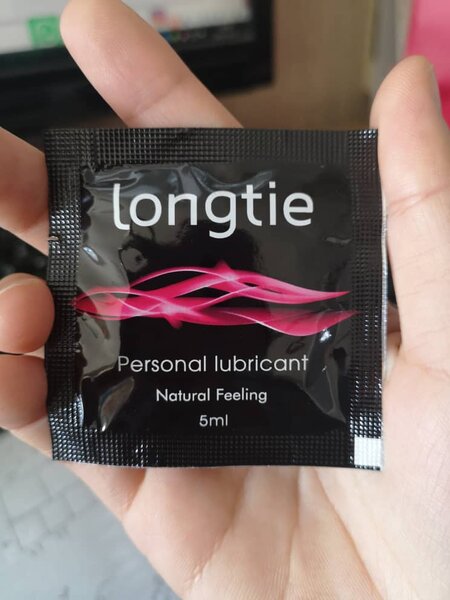 longtie
Personal lubricant
Natural Feeling
5ml